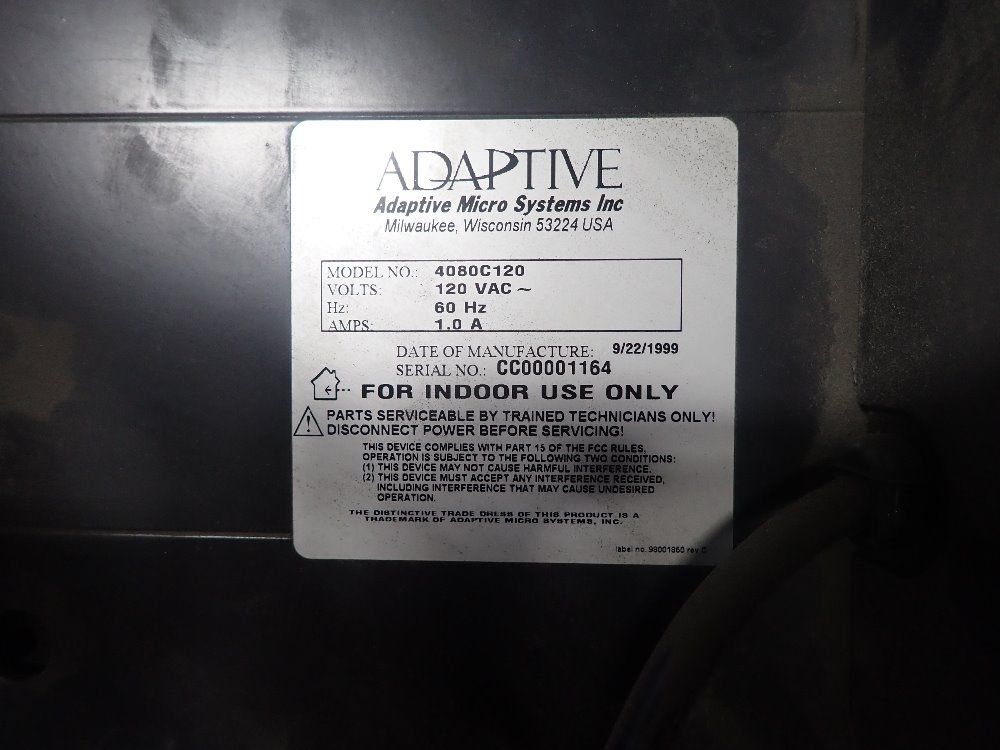 ADAPTIVE
Adaptive Micro Systems Inc
Milwaukee, Wisconsin 53224 USA
MODEL NO.: 4080C120
VOLTS: 120 VAC ~
Hz: 60 Hz
AMPS: 1.0 A
DATE OF MANUFACTURE: 9/22/1999
SERIAL NO.: CC00001164
FOR INDOOR USE ONLY
PARTS SERVICEABLE BY TRAINED TECHNICIANS ONLY!
DISCONNECT POWER BEFORE SERVICING!
THIS DEVICE COMPLIES WITH PART 15 OF THE FCC RULES.
OPERATION IS SUBJECT TO THE FOLLOWING TWO CONDITIONS:
(1) THIS DEVICE MAY NOT CAUSE HARMFUL INTERFERENCE.
(2) THIS DEVICE MUST ACCEPT ANY INTERFERENCE RECEIVED,
INCLUDING INTERFERENCE THAT MAY CAUSE UNDESIRED
OPERATION.
THE DISTINCTIVE TRADE DRESS OF THIS PRODUCT IS A
TRADEMARK OF ADAPTIVE MICRO SYSTEMS, INC.
label no. 98001860 rev C